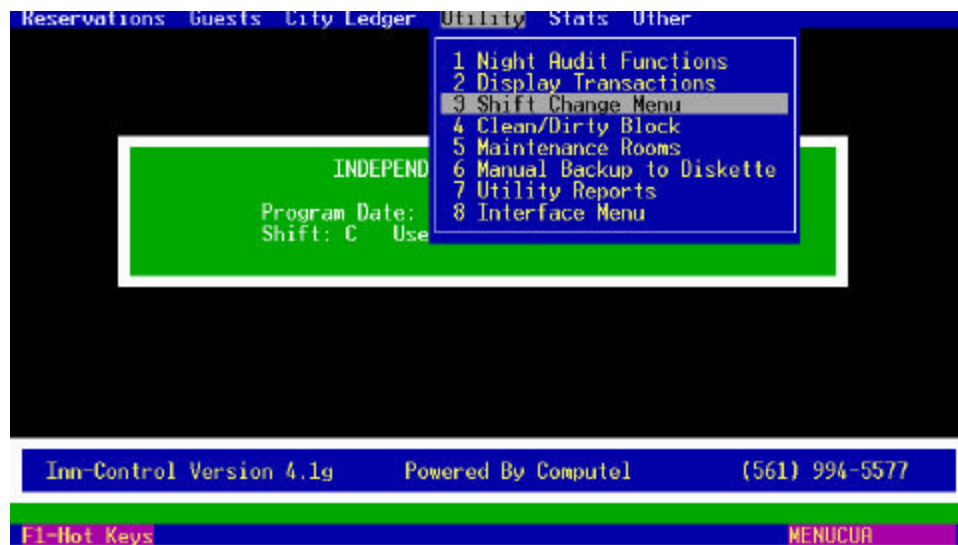 Reservations Guests City Ledger Utility Stats Other
1 Night Audit Functions
2 Display Transactions
3 Shift Change Menu
4 Clean/Dirty Block
5 Maintenance Rooms
6 Manual Backup to Diskette
7 Utility Reports
8 Interface Menu
INDEPEND
Program Date:
Shift: C Use
Inn-Control Version 4.1g Powered By Computel (561) 994-5577
F1-Hot Keys MENUCUA